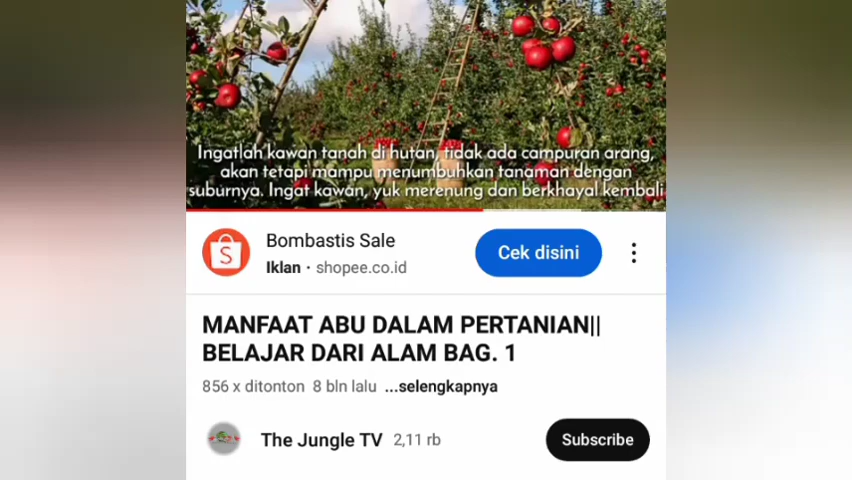 Ingatlah kawan tanah di hutan, tidak ada campuran arang,
akan tetapi mampu menumbuhkan tanaman dengan
suburnya. Ingat kawan, yuk merenung dan berkhayal kembali
Bombastis Sale
Iklan · shopee.co.id
Cek disini
MANFAAT ABU DALAM PERTANIAN||
BELAJAR DARI ALAM BAG. 1
856 x ditonton 8 bln lalu ...selengkapnya
The Jungle TV 2,11 rb
Subscribe